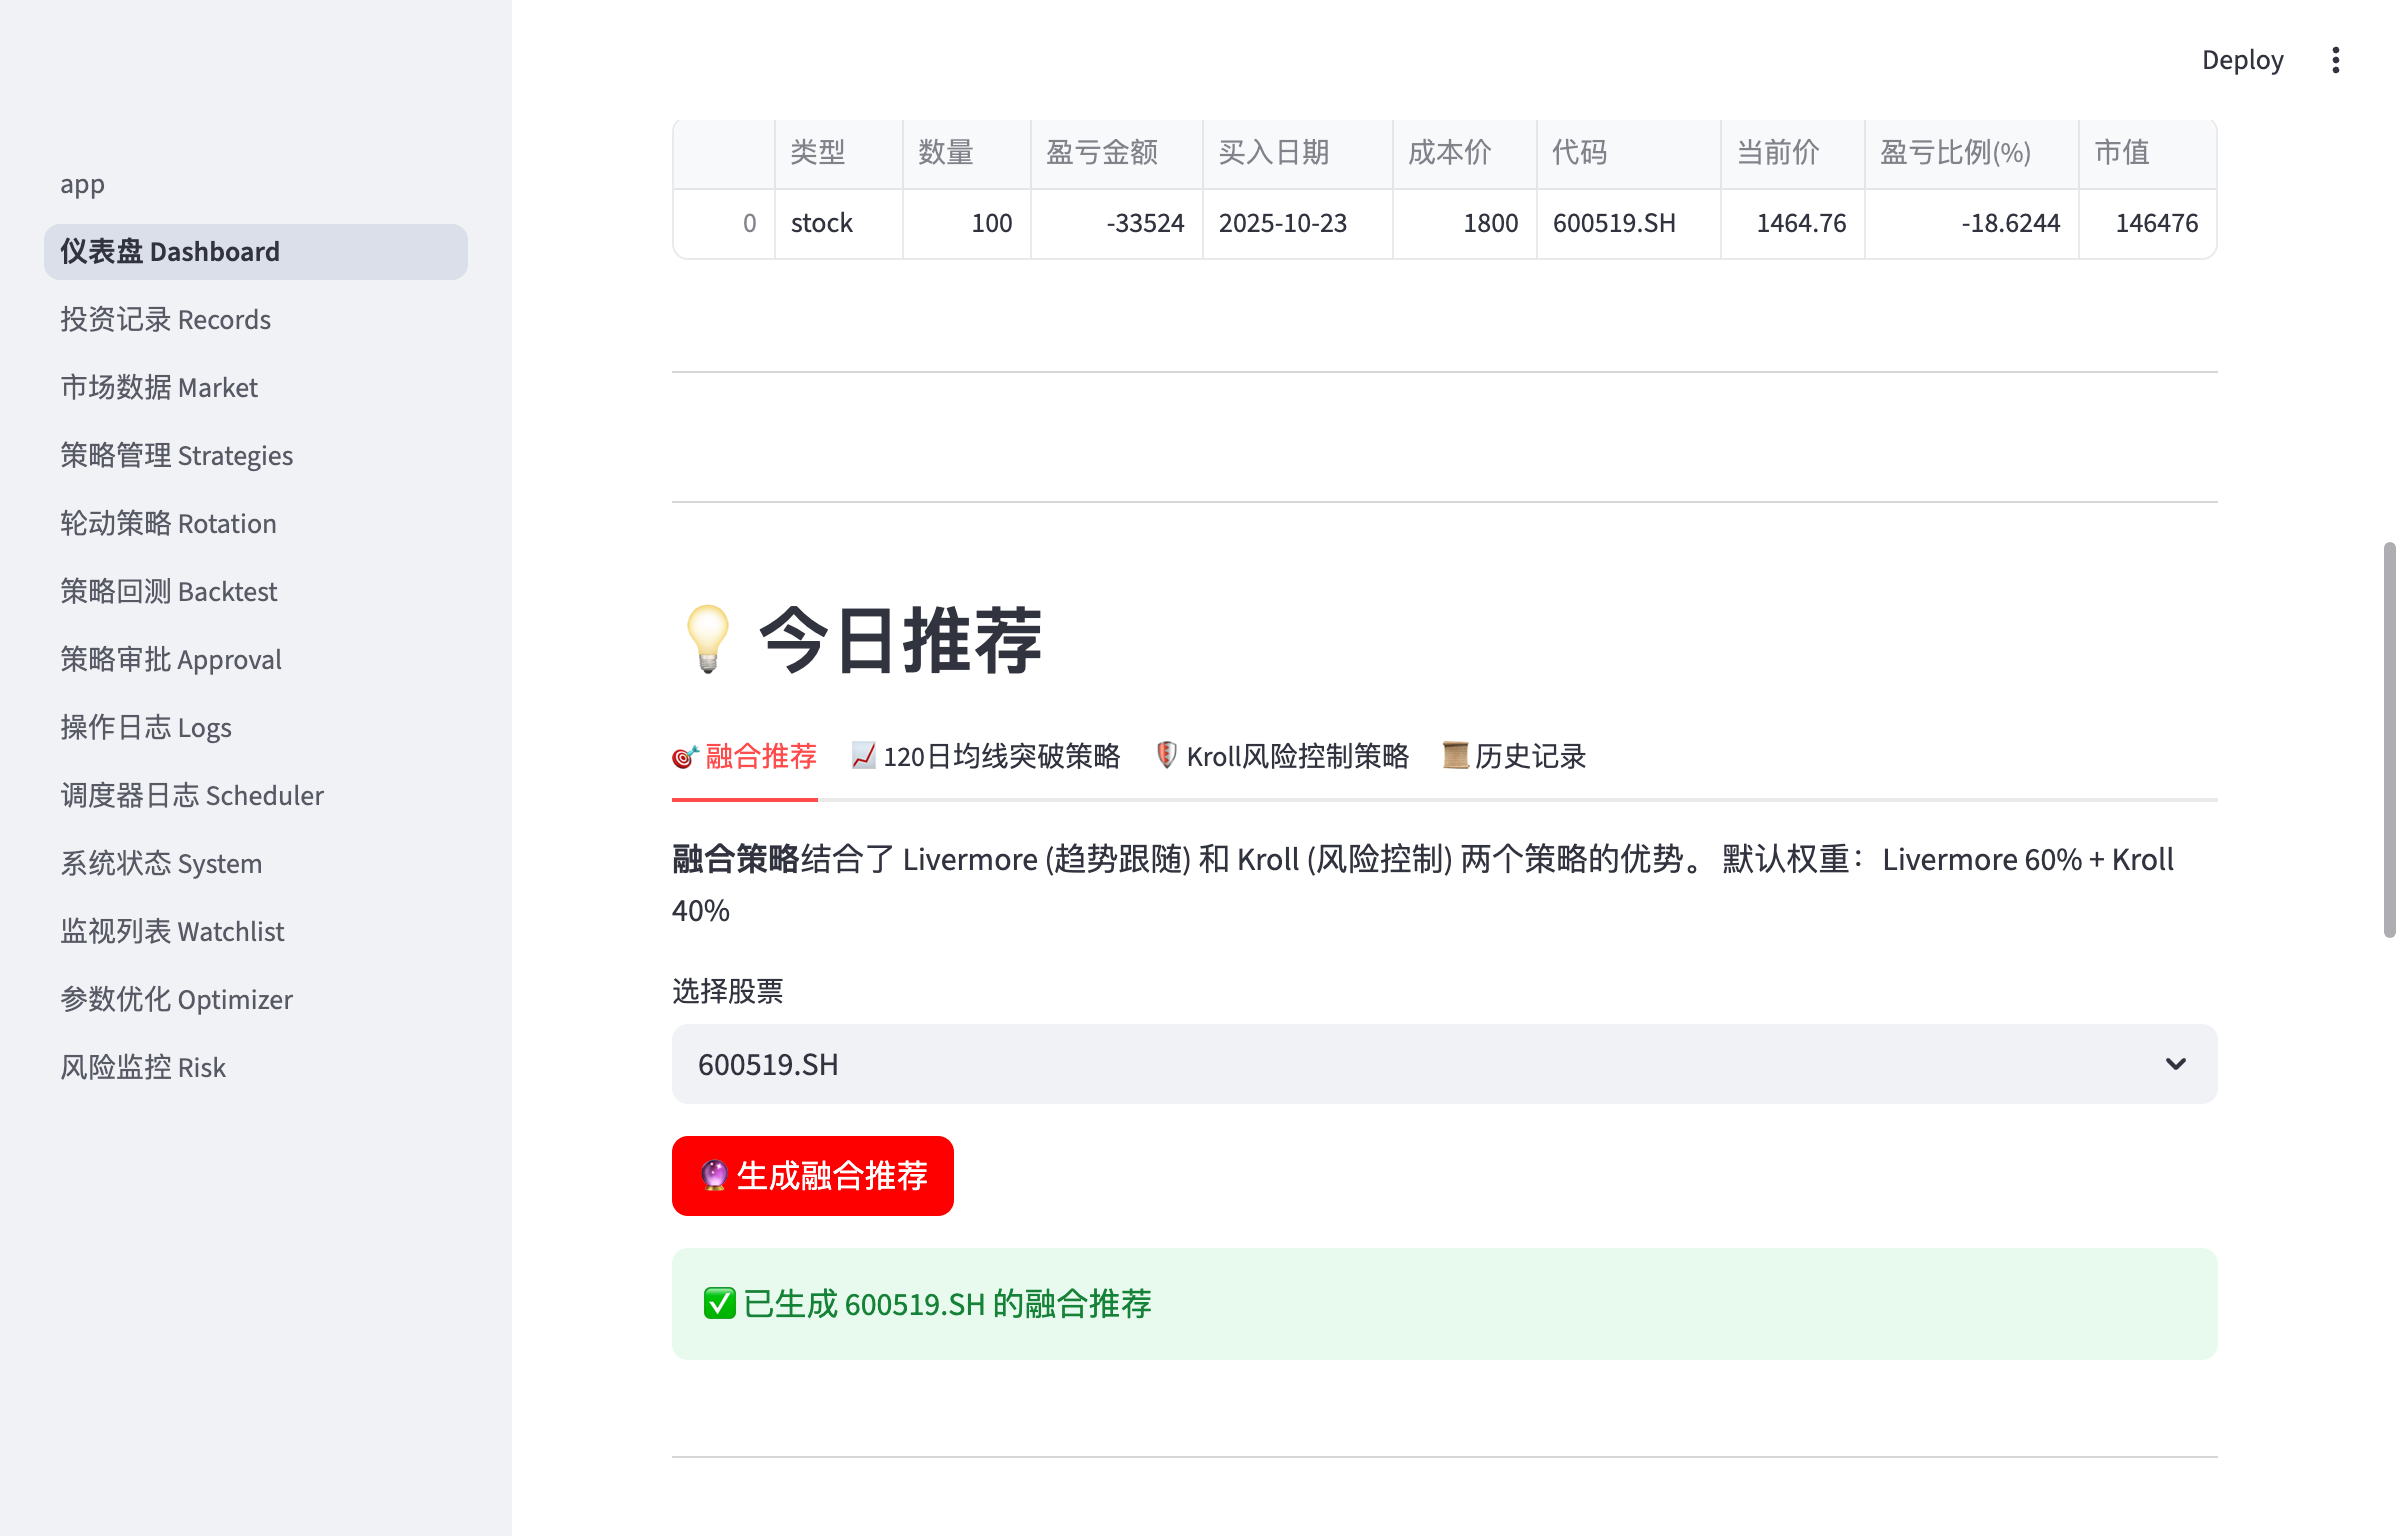 Deploy
app
仪表盘 Dashboard
投资记录 Records
市场数据 Market
策略管理 Strategies
轮动策略 Rotation
策略回测 Backtest
策略审批 Approval
操作日志 Logs
调度器日志 Scheduler
系统状态 System
监视列表 Watchlist
参数优化 Optimizer
风险监控 Risk
类型 数量 盈亏金额 买入日期 成本价 代码 当前价 盈亏比例(%) 市值
0 stock 100 -33524 2025-10-23 1800 600519.SH 1464.76 -18.6244 146476
今日推荐
融合推荐 120日均线突破策略 Kroll风险控制策略 历史记录
融合策略结合了 Livermore (趋势跟随) 和 Kroll (风险控制) 两个策略的优势。 默认权重：Livermore 60% + Kroll
40%
选择股票
600519.SH
生成融合推荐
已生成 600519.SH 的融合推荐